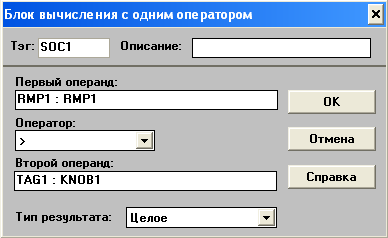 Блок вычисления с одним оператором
Тэг: SOC1 Описание:
Первый операнд:
RMP1 : RMP1
OK
Оператор:
>
Отмена
Второй операнд:
TAG1 : KNOB1
Справка
Тип результата: Целое